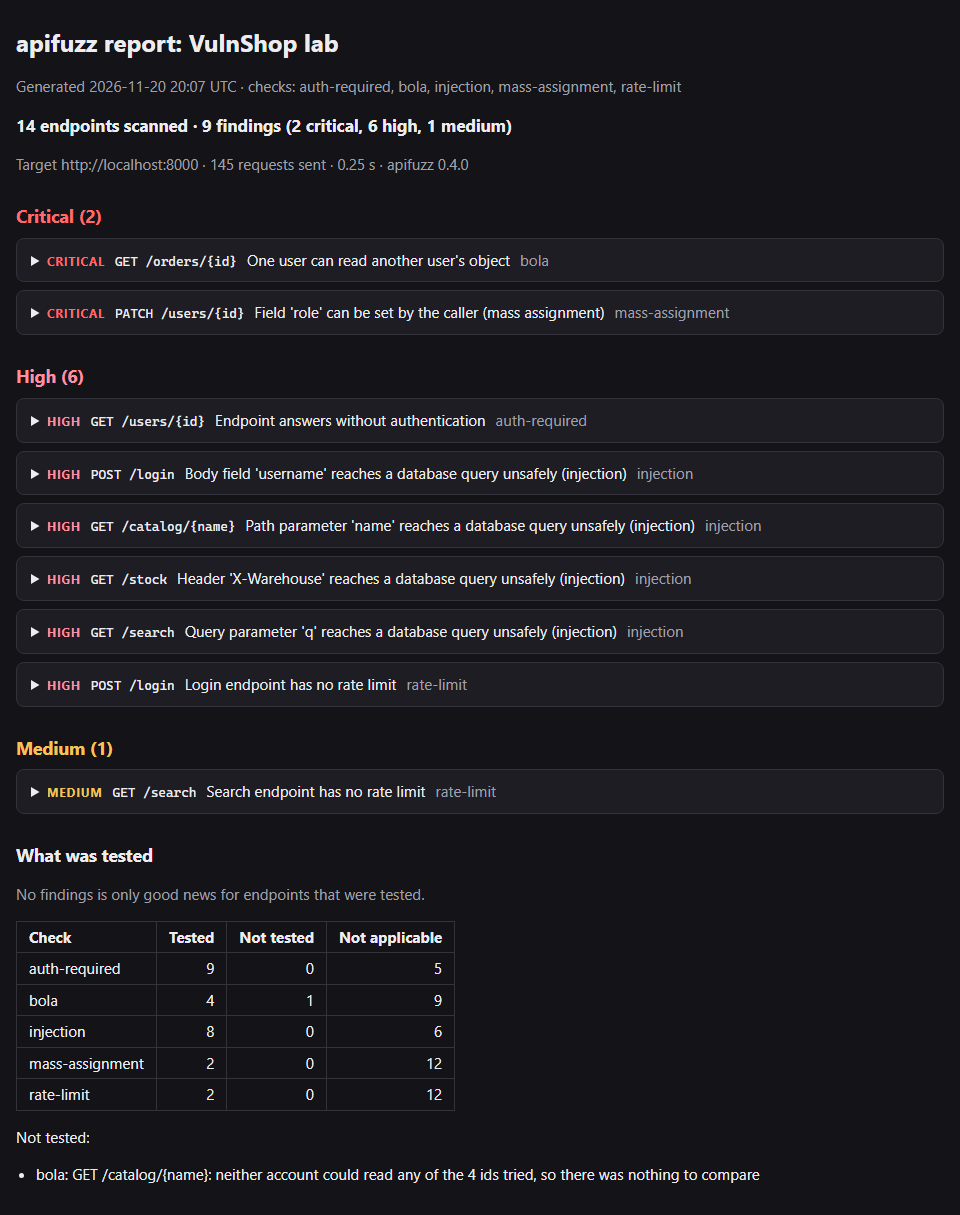 apifuzz report: VulnShop lab
Generated 2026-11-20 20:07 UTC · checks: auth-required, bola, injection, mass-assignment, rate-limit
14 endpoints scanned · 9 findings (2 critical, 6 high, 1 medium)
Target http://localhost:8000 · 145 requests sent · 0.25 s · apifuzz 0.4.0
Critical (2)
▶ CRITICAL GET /orders/{id} One user can read another user's object bola
▶ CRITICAL PATCH /users/{id} Field 'role' can be set by the caller (mass assignment) mass-assignment
High (6)
▶ HIGH GET /users/{id} Endpoint answers without authentication auth-required
▶ HIGH POST /login Body field 'username' reaches a database query unsafely (injection) injection
▶ HIGH GET /catalog/{name} Path parameter 'name' reaches a database query unsafely (injection) injection
▶ HIGH GET /stock Header 'X-Warehouse' reaches a database query unsafely (injection) injection
▶ HIGH GET /search Query parameter 'q' reaches a database query unsafely (injection) injection
▶ HIGH POST /login Login endpoint has no rate limit rate-limit
Medium (1)
▶ MEDIUM GET /search Search endpoint has no rate limit rate-limit
What was tested
No findings is only good news for endpoints that were tested.
Check Tested Not tested Not applicable
auth-required 9 0 5
bola 4 1 9
injection 8 0 6
mass-assignment 2 0 12
rate-limit 2 0 12
Not tested:
• bola: GET /catalog/{name}: neither account could read any of the 4 ids tried, so there was nothing to compare